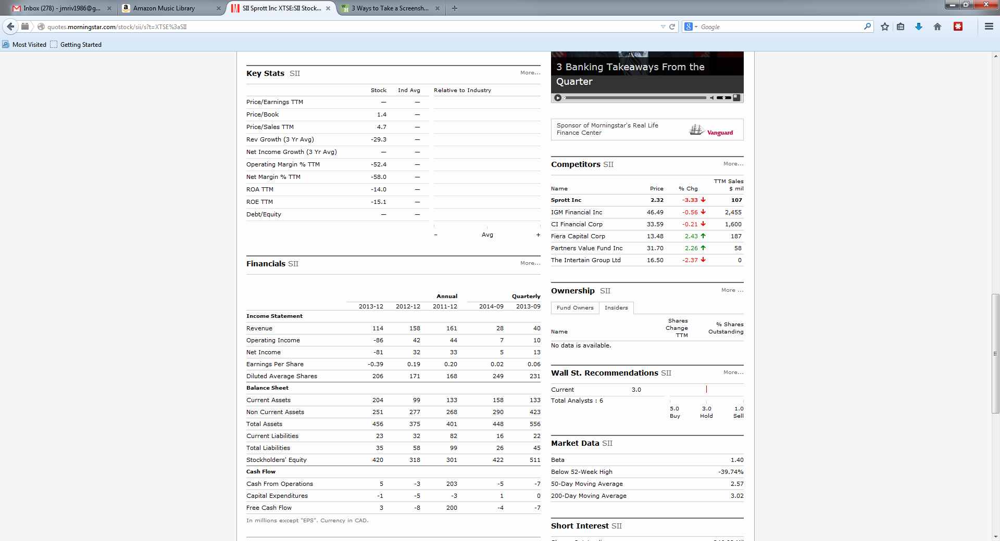 Inbox (278) - jmriv1986@g...
Amazon Music Library
SII Sprott Inc XTSE:SII Stock...
3 Ways to Take a Screensh...
quotes.morningstar.com/stock/sii/s?t=XTSE%3aSII
Google
Most Visited
Getting Started
Key Stats SII More...
Stock Ind Avg Relative to Industry
Price/Earnings TTM — —
Price/Book 1.4 —
Price/Sales TTM 4.7 —
Rev Growth (3 Yr Avg) -29.3 —
Net Income Growth (3 Yr Avg) — —
Operating Margin % TTM -52.4 —
Net Margin % TTM -58.0 —
ROA TTM -14.0 —
ROE TTM -15.1 —
Debt/Equity — —
– Avg +
Financials SII More...
Annual Quarterly
2013-12 2012-12 2011-12 2014-09 2013-09
Income Statement
Revenue 114 158 161 28 40
Operating Income -86 42 44 7 10
Net Income -81 32 33 5 13
Earnings Per Share -0.39 0.19 0.20 0.02 0.06
Diluted Average Shares 206 171 168 249 231
Balance Sheet
Current Assets 204 99 133 158 133
Non Current Assets 251 277 268 290 423
Total Assets 456 375 401 448 556
Current Liabilities 23 32 82 16 22
Total Liabilities 35 58 99 26 45
Stockholders' Equity 420 318 301 422 511
Cash Flow
Cash From Operations 5 -3 203 -5 -7
Capital Expenditures -1 -5 -3 1 0
Free Cash Flow 3 -8 200 -4 -7
In millions except "EPS". Currency in CAD.
3 Banking Takeaways From the
Quarter
Sponsor of Morningstar's Real Life
Finance Center
Vanguard
Competitors SII More...
TTM Sales
Name Price % Chg $ mil
Sprott Inc 2.32 -3.33 107
IGM Financial Inc 46.49 -0.56 2,455
CI Financial Corp 33.59 -0.21 1,600
Fiera Capital Corp 13.48 2.43 187
Partners Value Fund Inc 31.70 2.26 58
The Intertain Group Ltd 16.50 -2.37 0
Ownership SII More ...
Fund Owners Insiders
Shares
Change
TTM
% Shares
Outstanding
Name
No data is available.
Wall St. Recommendations SII More...
Current 3.0
Total Analysts : 6
5.0 3.0 1.0
Buy Hold Sell
Market Data SII
Beta 1.40
Below 52-Week High -39.74%
50-Day Moving Average 2.57
200-Day Moving Average 3.02
Short Interest SII